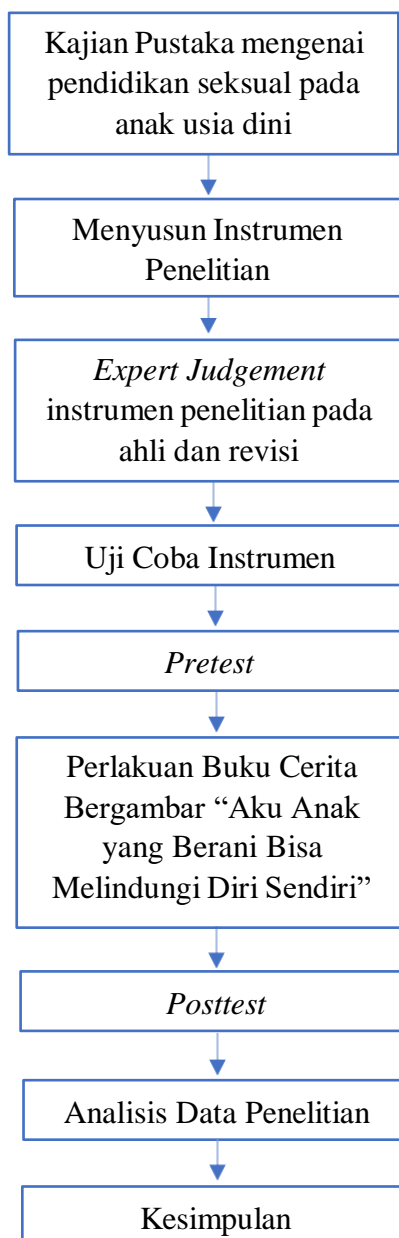 Kajian Pustaka mengenai
pendidikan seksual pada
anak usia dini
Menyusun Instrumen
Penelitian
Expert Judgement
instrumen penelitian pada
ahli dan revisi
Uji Coba Instrumen
Pretest
Perlakuan Buku Cerita
Bergambar “Aku Anak
yang Berani Bisa
Melindungi Diri Sendiri”
Posttest
Analisis Data Penelitian
Kesimpulan